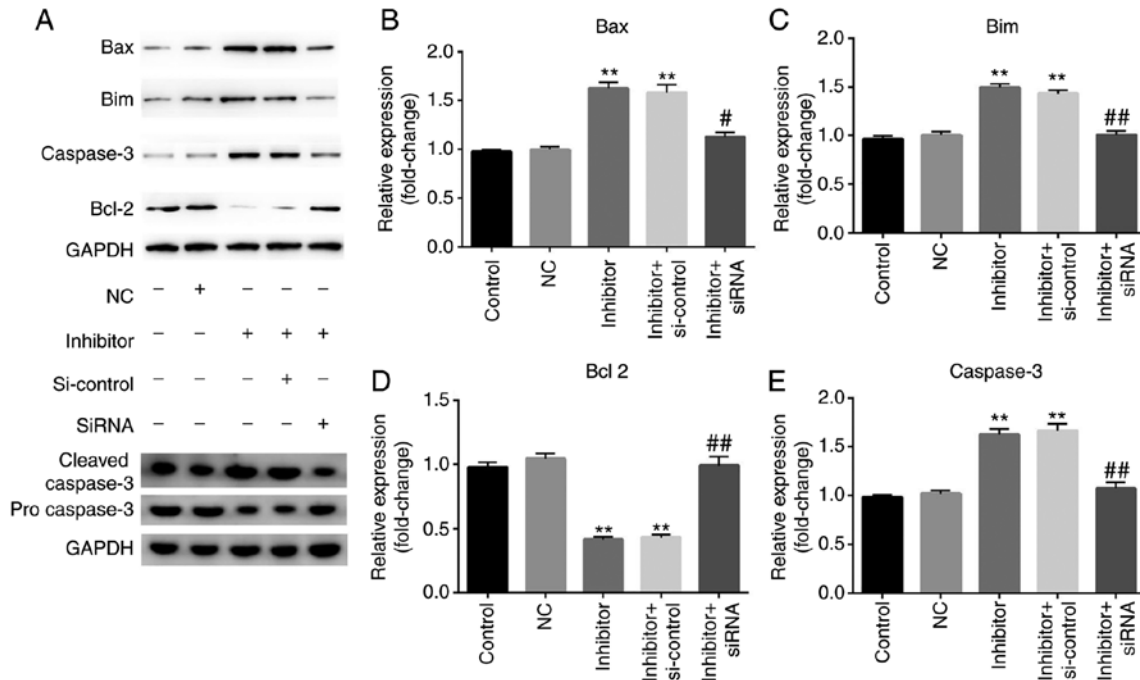 A
Bax
Bim
Caspase-3
Bcl-2
GAPDH
NC – + – – –
Inhibitor – – + + +
Si-control – – – + –
SiRNA – – – – +
Cleaved
caspase-3
Pro caspase-3
GAPDH
B
Bax
Relative expression
(fold-change)
2.0
1.5
1.0
0.5
0.0
**
**
#
Control
NC
Inhibitor
Inhibitor+
si-control
Inhibitor+
siRNA
C
Bim
Relative expression
(fold-change)
2.0
1.5
1.0
0.5
0.0
**
**
##
Control
NC
Inhibitor
Inhibitor+
si-control
Inhibitor+
siRNA
D
Bcl 2
Relative expression
(fold-change)
1.5
1.0
0.5
0.0
**
**
##
Control
NC
Inhibitor
Inhibitor+
si-control
Inhibitor+
siRNA
E
Caspase-3
Relative expression
(fold-change)
2.0
1.5
1.0
0.5
0.0
**
**
##
Control
NC
Inhibitor
Inhibitor+
si-control
Inhibitor+
siRNA